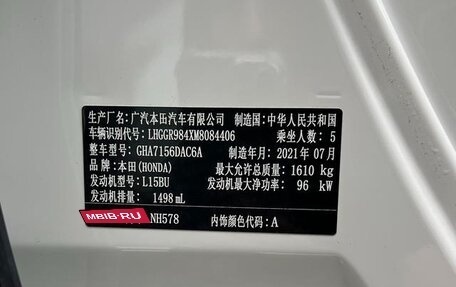 生产厂名: 广汽本田汽车有限公司 制造国: 中华人民共和国
车辆识别代号: LHGGR984XM8084406 乘坐人数: 5
整车型号: GHA7156DAC6A 制造年月: 2021年07月
品牌: 本田(HONDA) 最大允许总质量: 1610 kg
发动机型号: L15BU 发动机最大净功率: 96 kW
发动机排量: 1498 mL
MBIB.RU NH578 内饰颜色代码: A